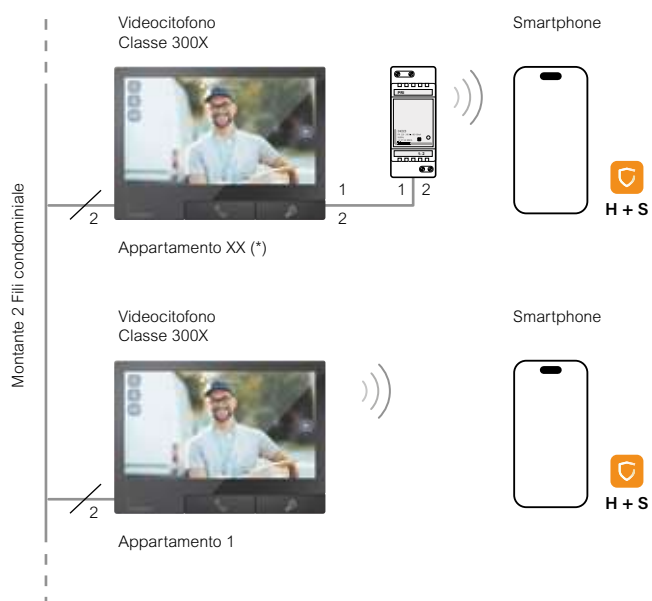 Videocitofono
Classe 300X
Smartphone
1
2
1 2
2
H + S
Appartamento XX (*)
Montante 2 Fili condominiale
Videocitofono
Classe 300X
Smartphone
2
H + S
Appartamento 1